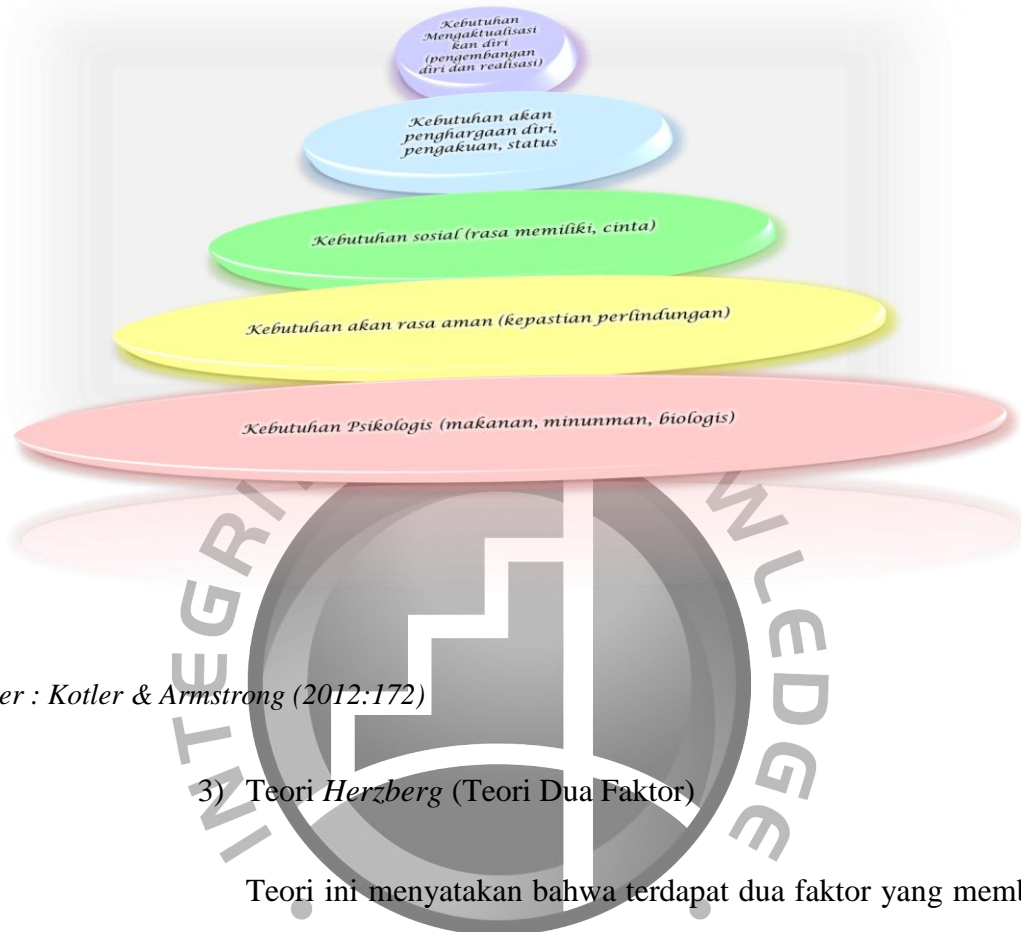 Kebutuhan
Mengaktualisasi
kan diri
(pengembangan
diri dan realisasi)
Kebutuhan akan
penghargaan diri,
pengakuan, status
Kebutuhan sosial (rasa memiliki, cinta)
Kebutuhan akan rasa aman (kepastian perlindungan)
Kebutuhan Psikologis (makanan, minunman, biologis)
er : Kotler & Armstrong (2012:172)
3) Teori Herzberg (Teori Dua Faktor)
Teori ini menyatakan bahwa terdapat dua faktor yang memb